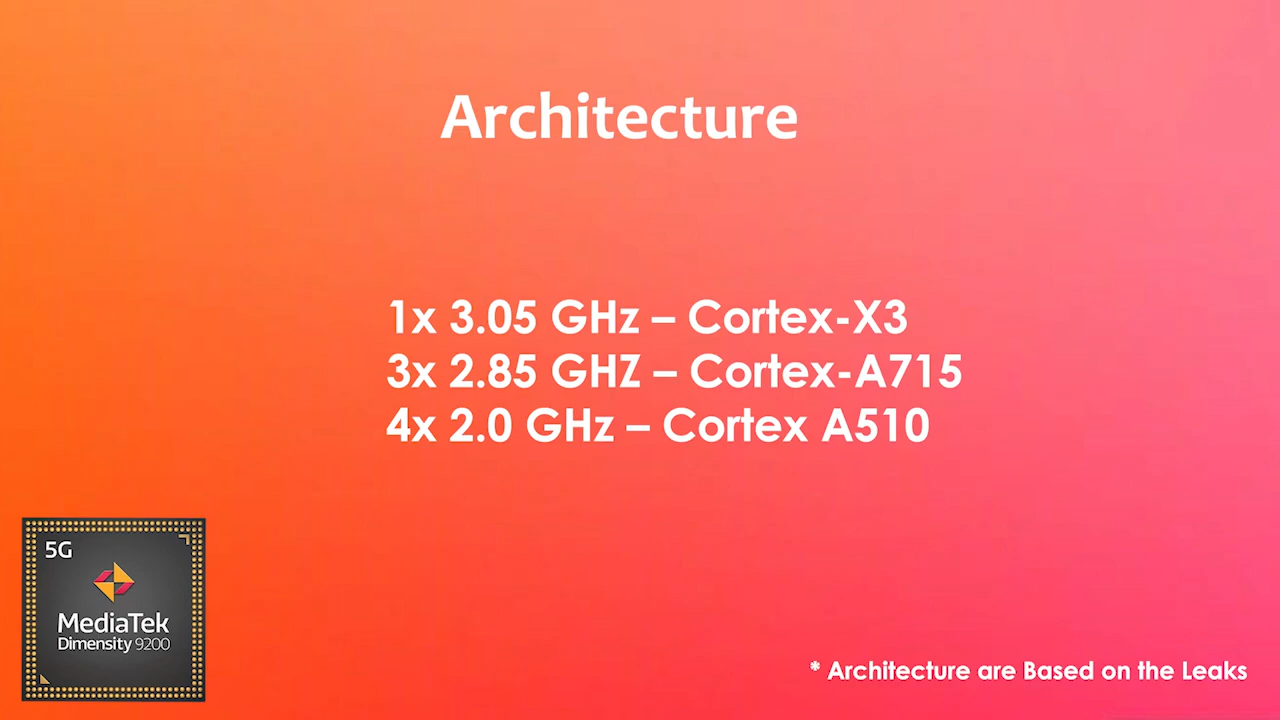 Architecture
1x 3.05 GHz – Cortex-X3
3x 2.85 GHZ – Cortex-A715
4x 2.0 GHz – Cortex A510
5G
MediaTek
Dimensity 9200
* Architecture are Based on the Leaks